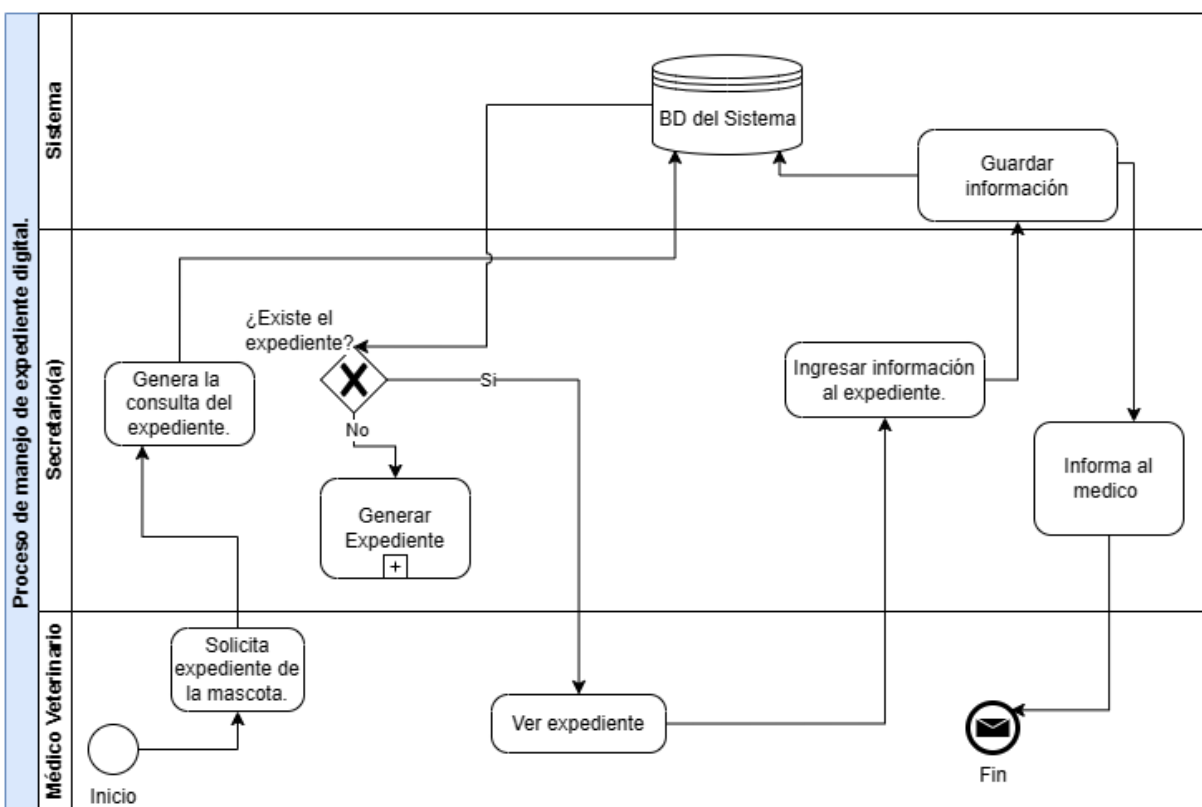 Proceso de manejo de expediente digital.
Sistema
BD del Sistema
Guardar
información
Secretario(a)
¿Existe el
expediente?
Genera la
consulta del
expediente.
Si
No
Generar
Expediente
Ingresar información
al expediente.
Informa al
medico
Médico Veterinario
Solicita
expediente de
la mascota.
Inicio
Ver expediente
Fin